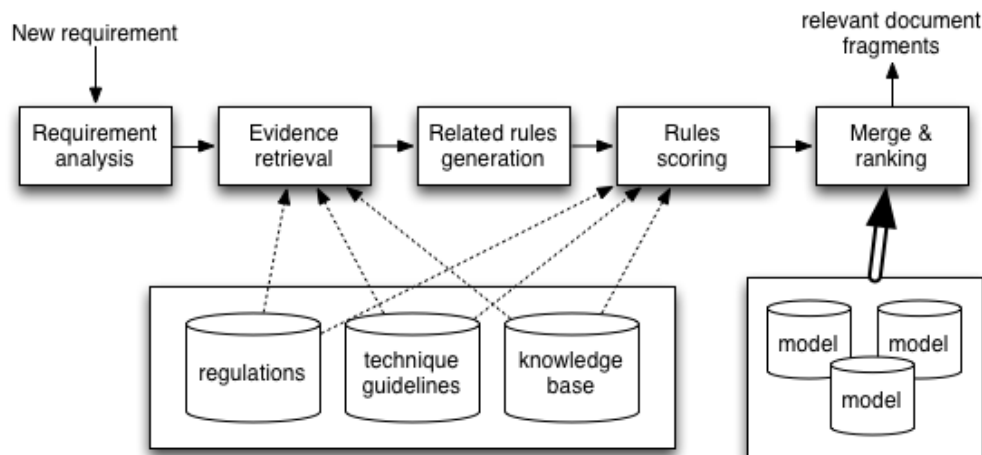 New requirement
relevant document
fragments
Requirement
analysis
Evidence
retrieval
Related rules
generation
Rules
scoring
Merge &
ranking
regulations
technique
guidelines
knowledge
base
model
model
model